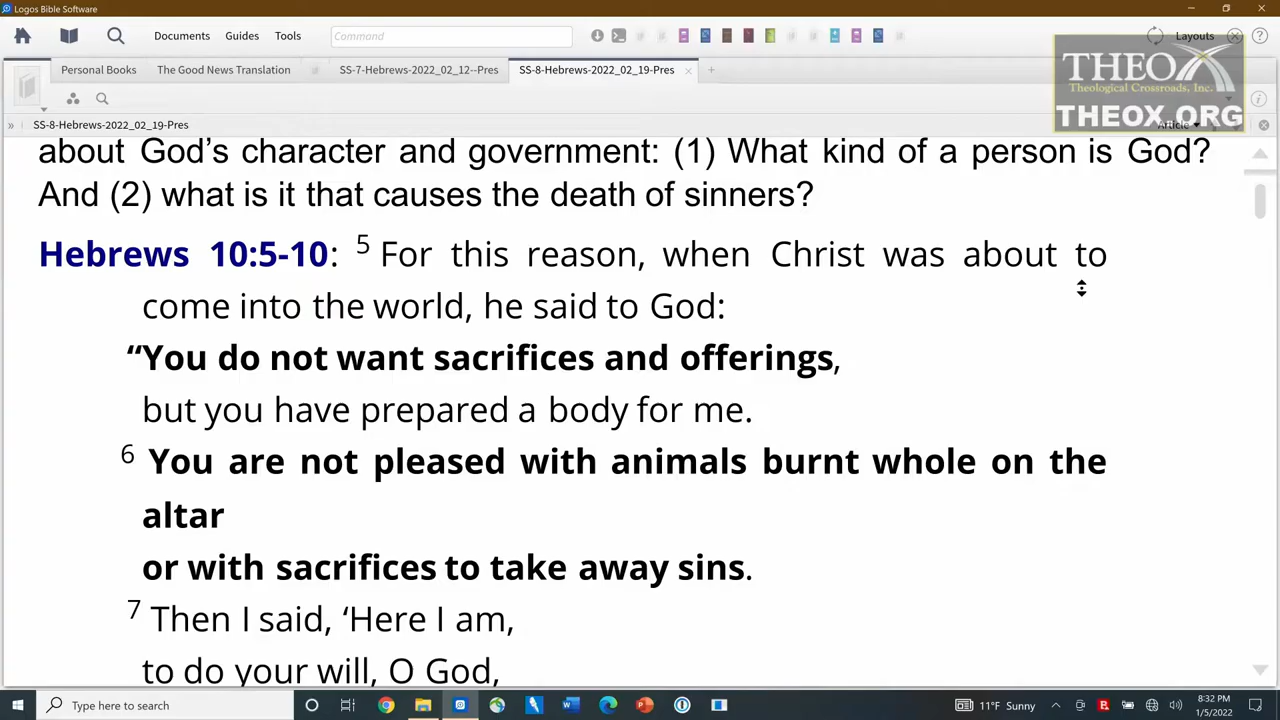 Logos Bible Software
Documents Guides Tools Command Layouts
THEOX
Theological Crossroads, Inc.
THEOX.ORG
Personal Books The Good News Translation SS-7-Hebrews-2022_02_12--Pres SS-8-Hebrews-2022_02_19-Pres
» SS-8-Hebrews-2022_02_19-Pres Article
about God’s character and government: (1) What kind of a person is God?
And (2) what is it that causes the death of sinners?
Hebrews 10:5-10: 5 For this reason, when Christ was about to
come into the world, he said to God:
“You do not want sacrifices and offerings,
but you have prepared a body for me.
6 You are not pleased with animals burnt whole on the
altar
or with sacrifices to take away sins.
7 Then I said, ‘Here I am,
to do your will, O God,
Type here to search 11°F Sunny 8:32 PM
1/5/2022